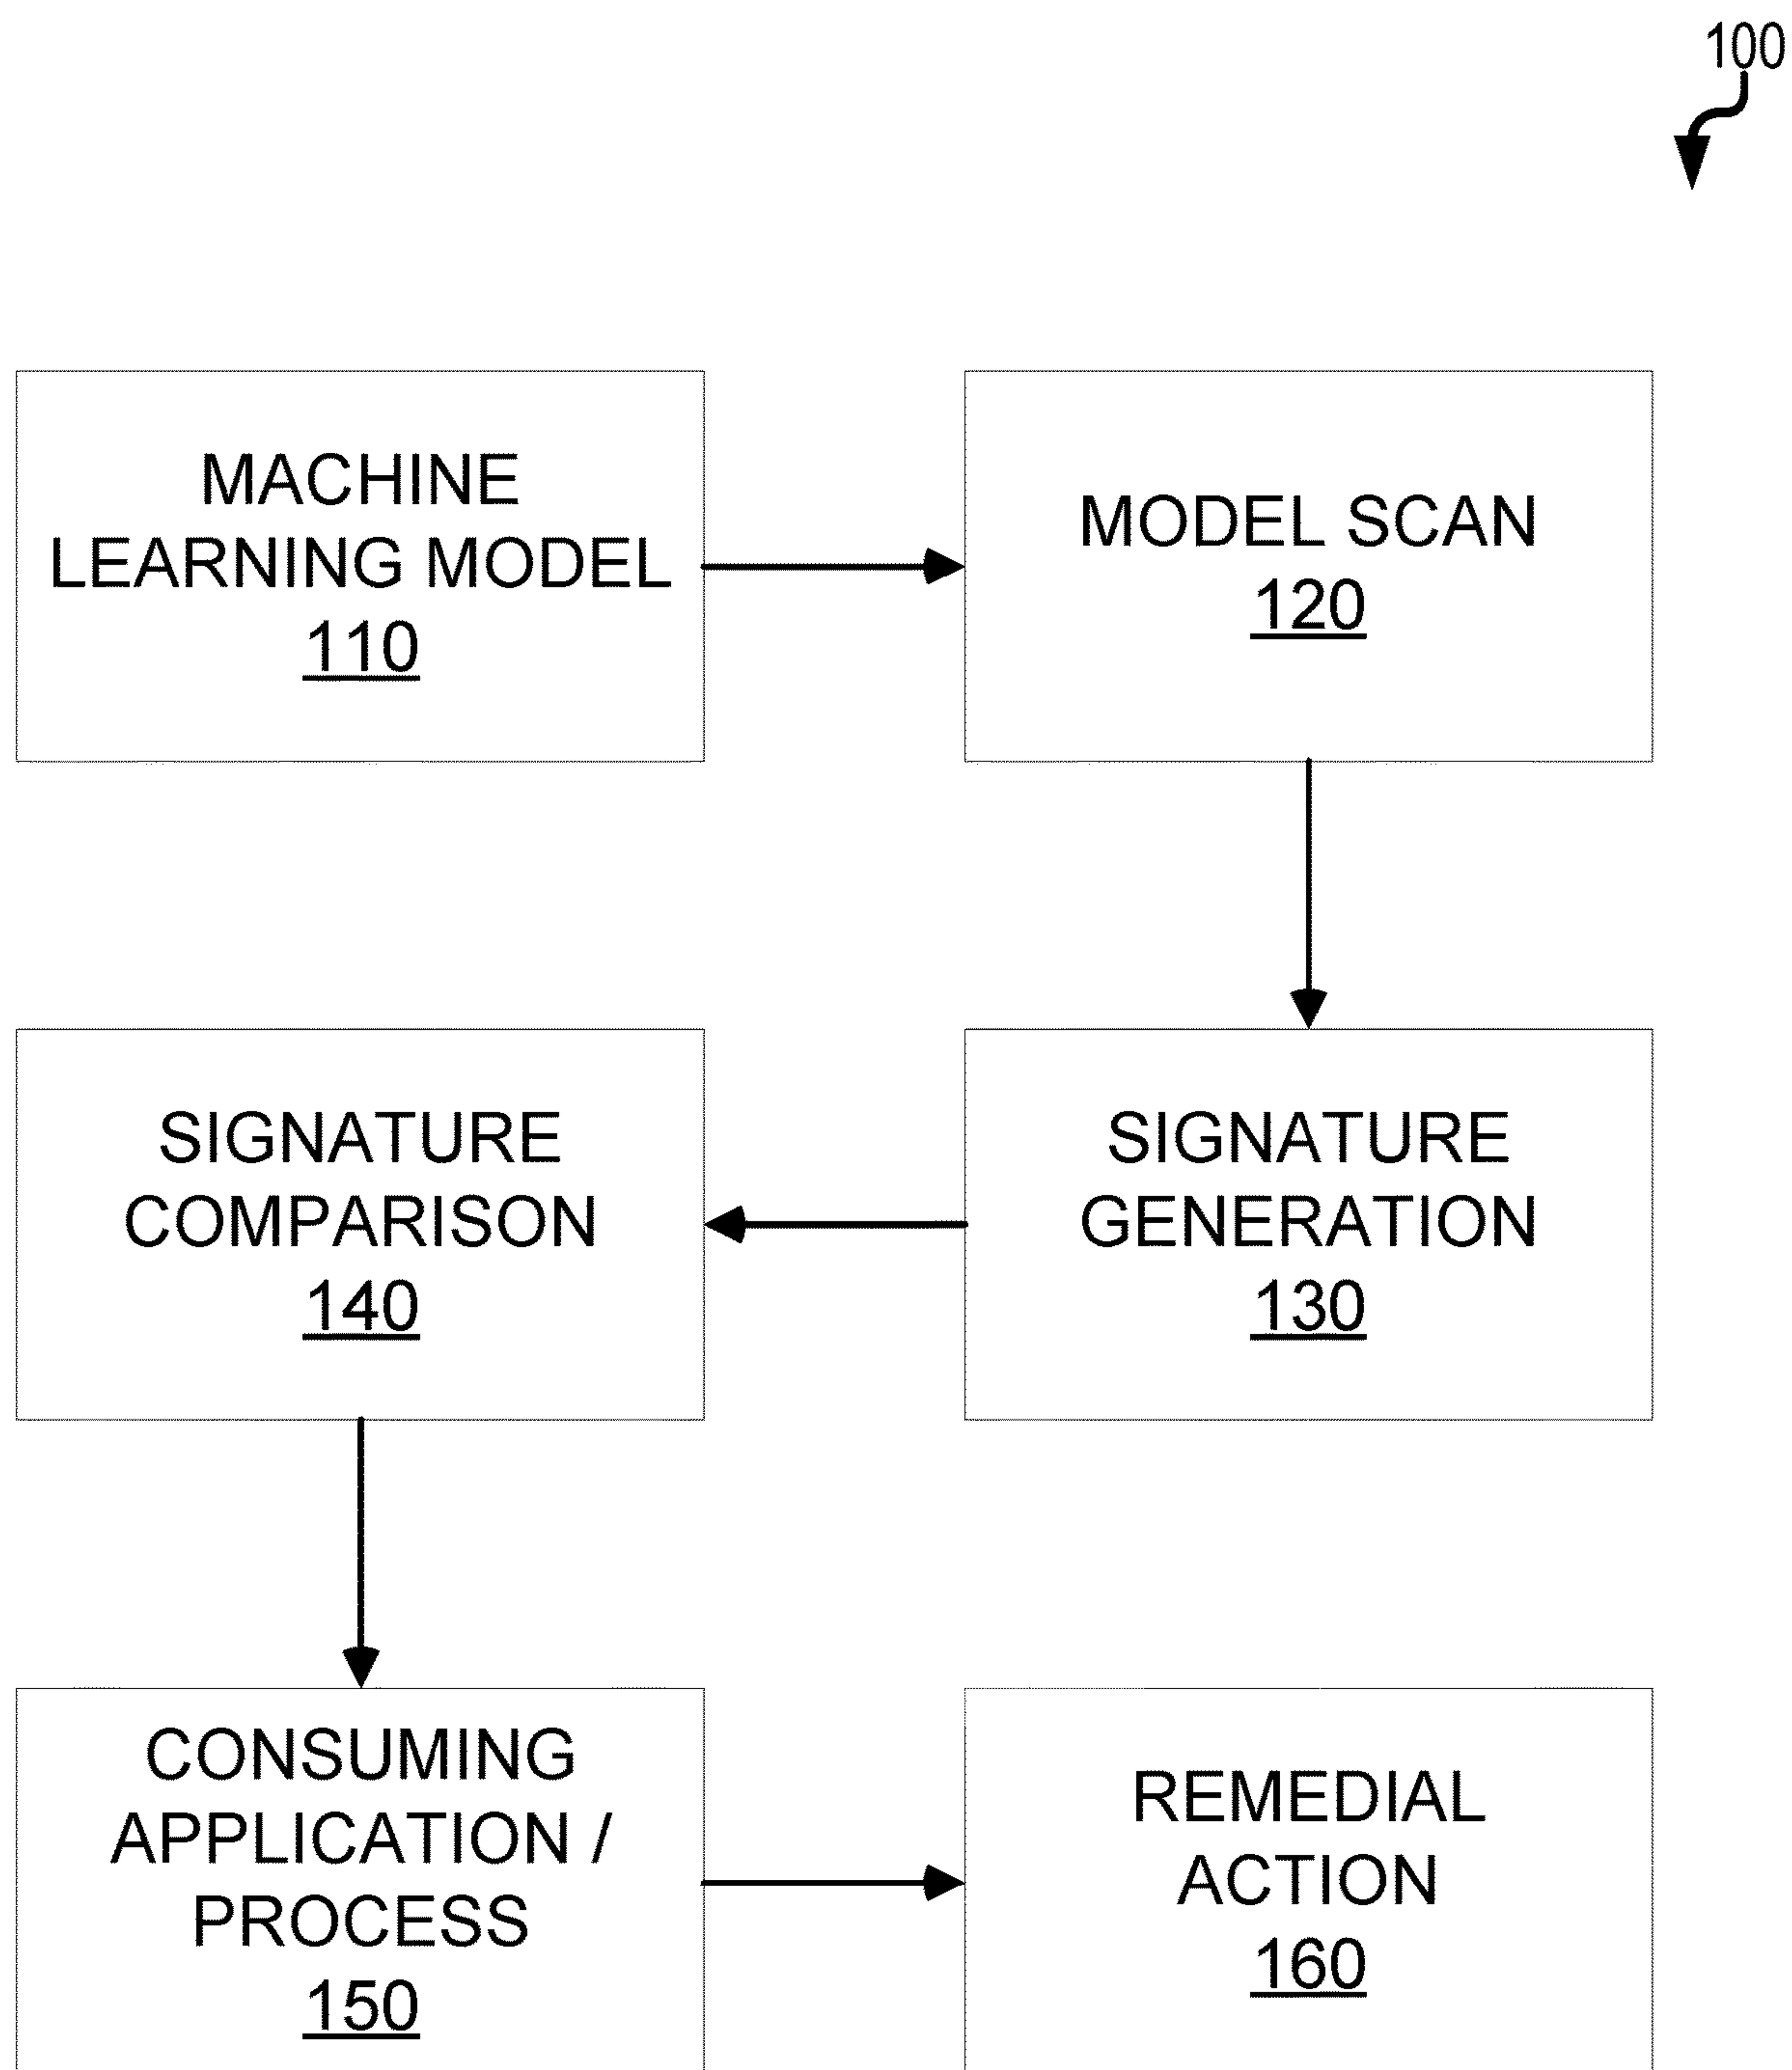 100
MACHINE
LEARNING MODEL
110
MODEL SCAN
120
SIGNATURE
COMPARISON
140
SIGNATURE
GENERATION
130
CONSUMING
APPLICATION /
PROCESS
150
REMEDIAL
ACTION
160